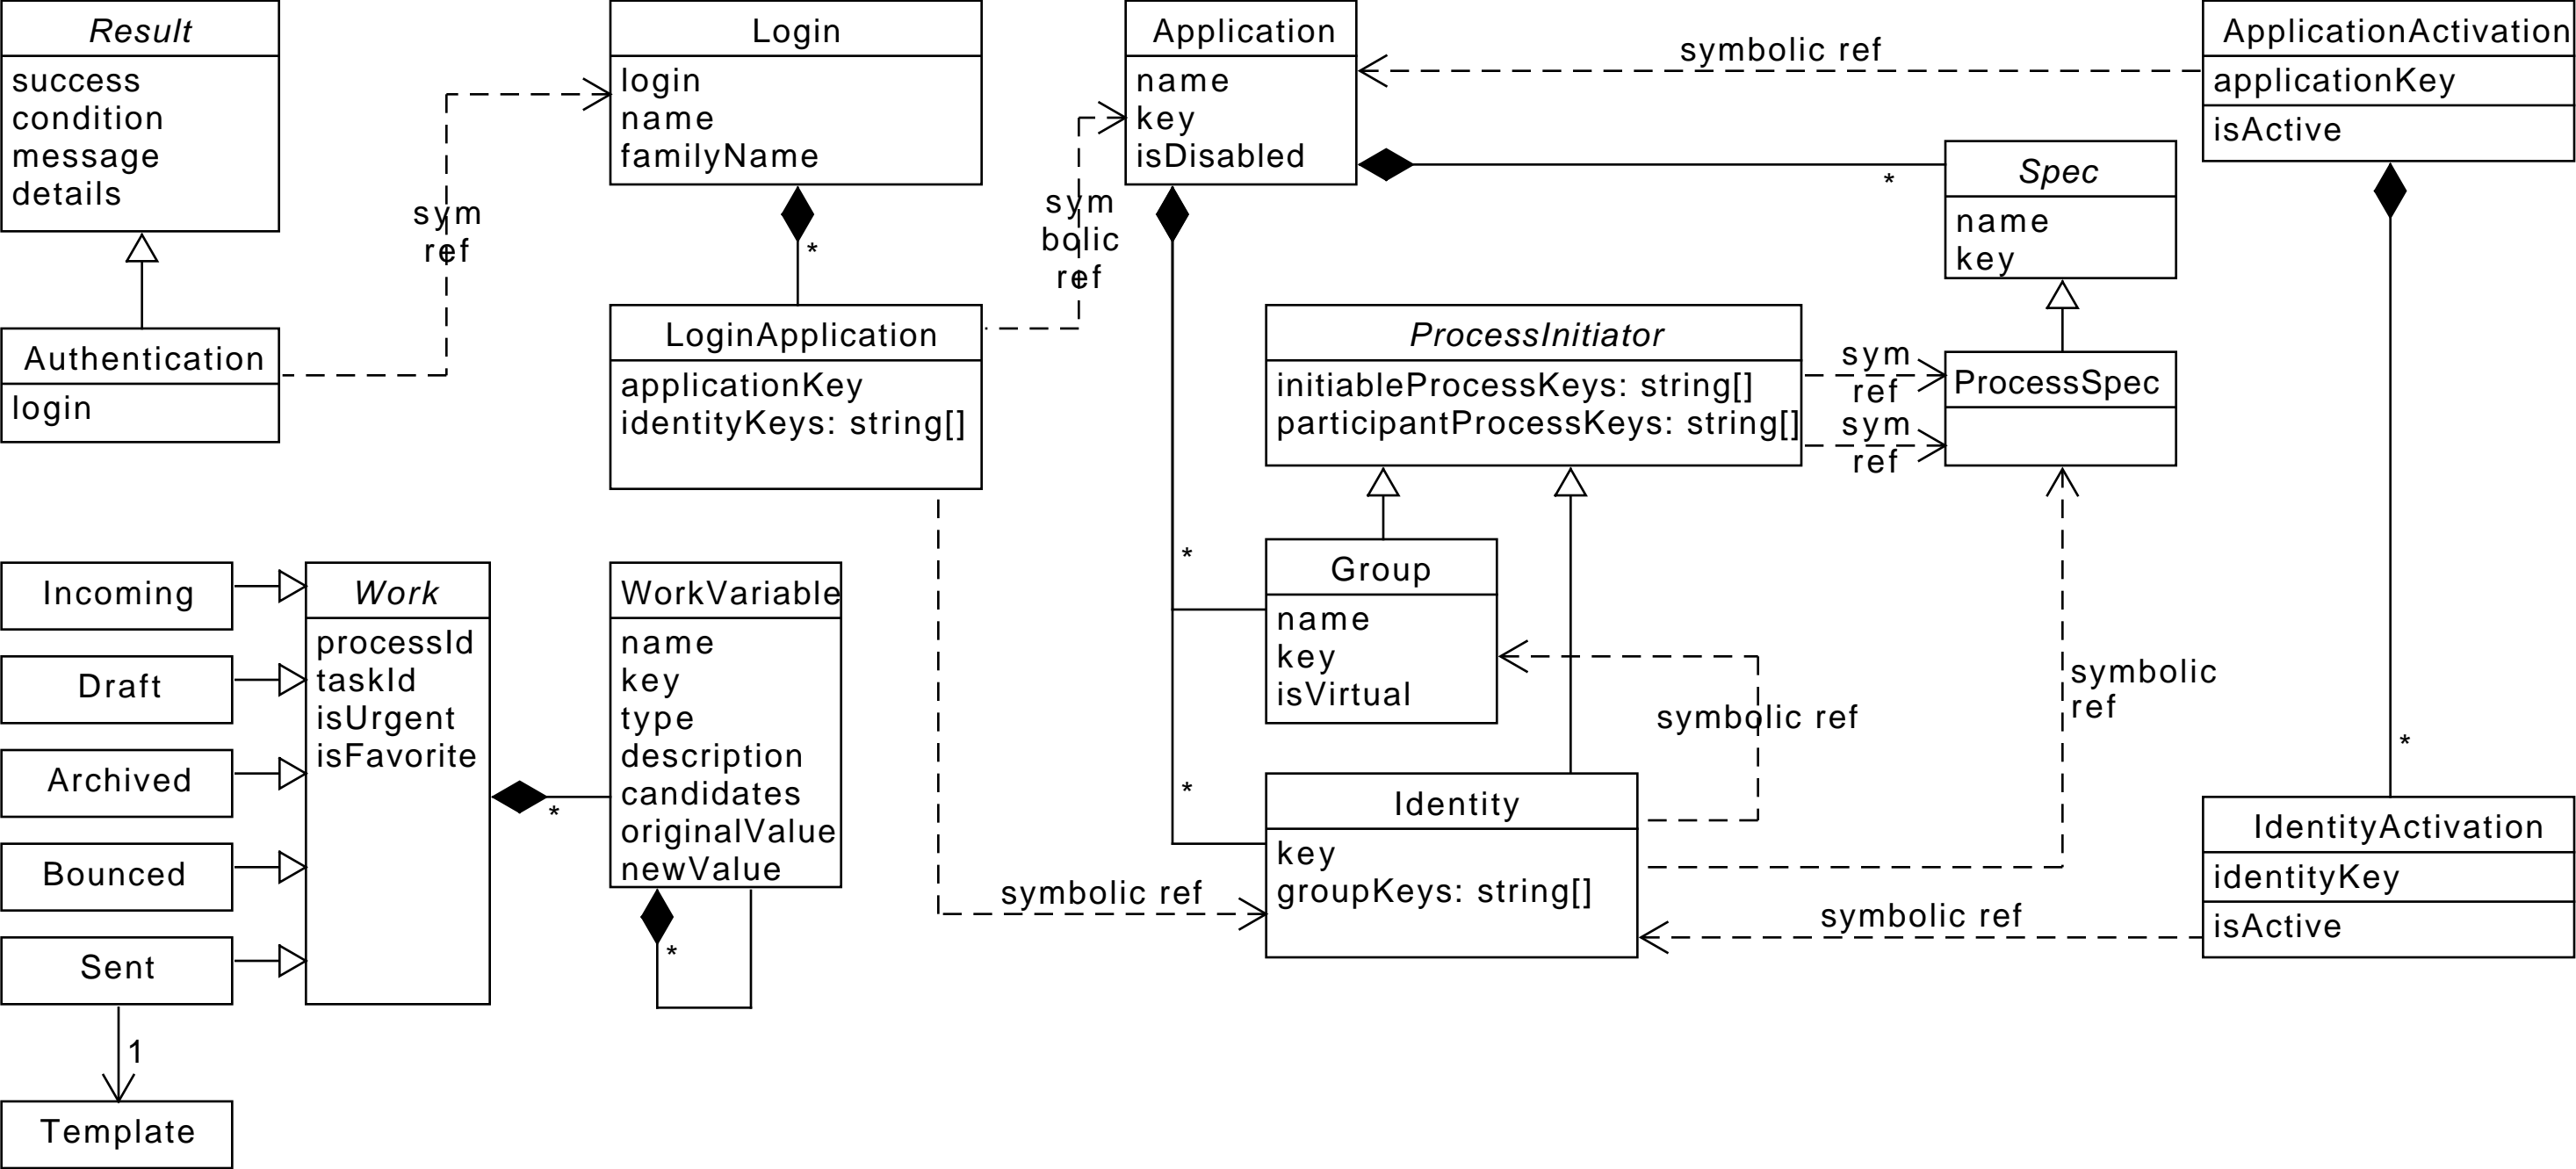 Result
success
condition
message
details
Login
login
name
familyName
Application
name
key
isDisabled
symbolic ref
ApplicationActivation
applicationKey
isActive
Spec
name
key
sym
ref
*
sym
bolic
ref
*
Authentication
login
LoginApplication
applicationKey
identityKeys: string[]
ProcessInitiator
initiableProcessKeys: string[]
participantProcessKeys: string[]
sym
ref
sym
ref
ProcessSpec
Incoming
Draft
Archived
Bounced
Sent
Work
processId
taskId
isUrgent
isFavorite
*
WorkVariable
name
key
type
description
candidates
originalValue
newValue
*
*
Group
name
key
isVirtual
symbolic ref
symbolic
ref
*
*
Identity
key
groupKeys: string[]
symbolic ref
symbolic ref
IdentityActivation
identityKey
isActive
1
Template